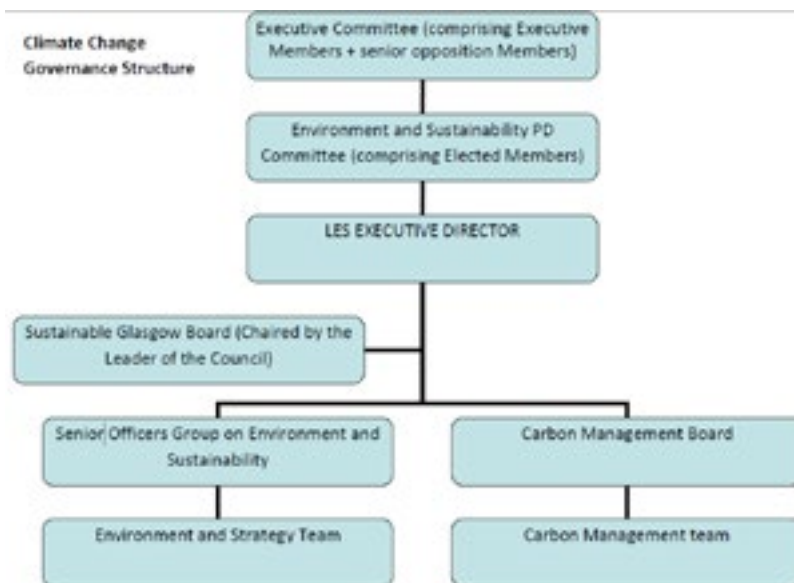 Climate Change
Governance Structure
Executive Committee (comprising Executive
Members + senior opposition Members)
Environment and Sustainability PD
Committee (comprising Elected Members)
LES EXECUTIVE DIRECTOR
Sustainable Glasgow Board (Chaired by the
Leader of the Council)
Senior Officers Group on Environment and
Sustainability
Carbon Management Board
Environment and Strategy Team
Carbon Management team